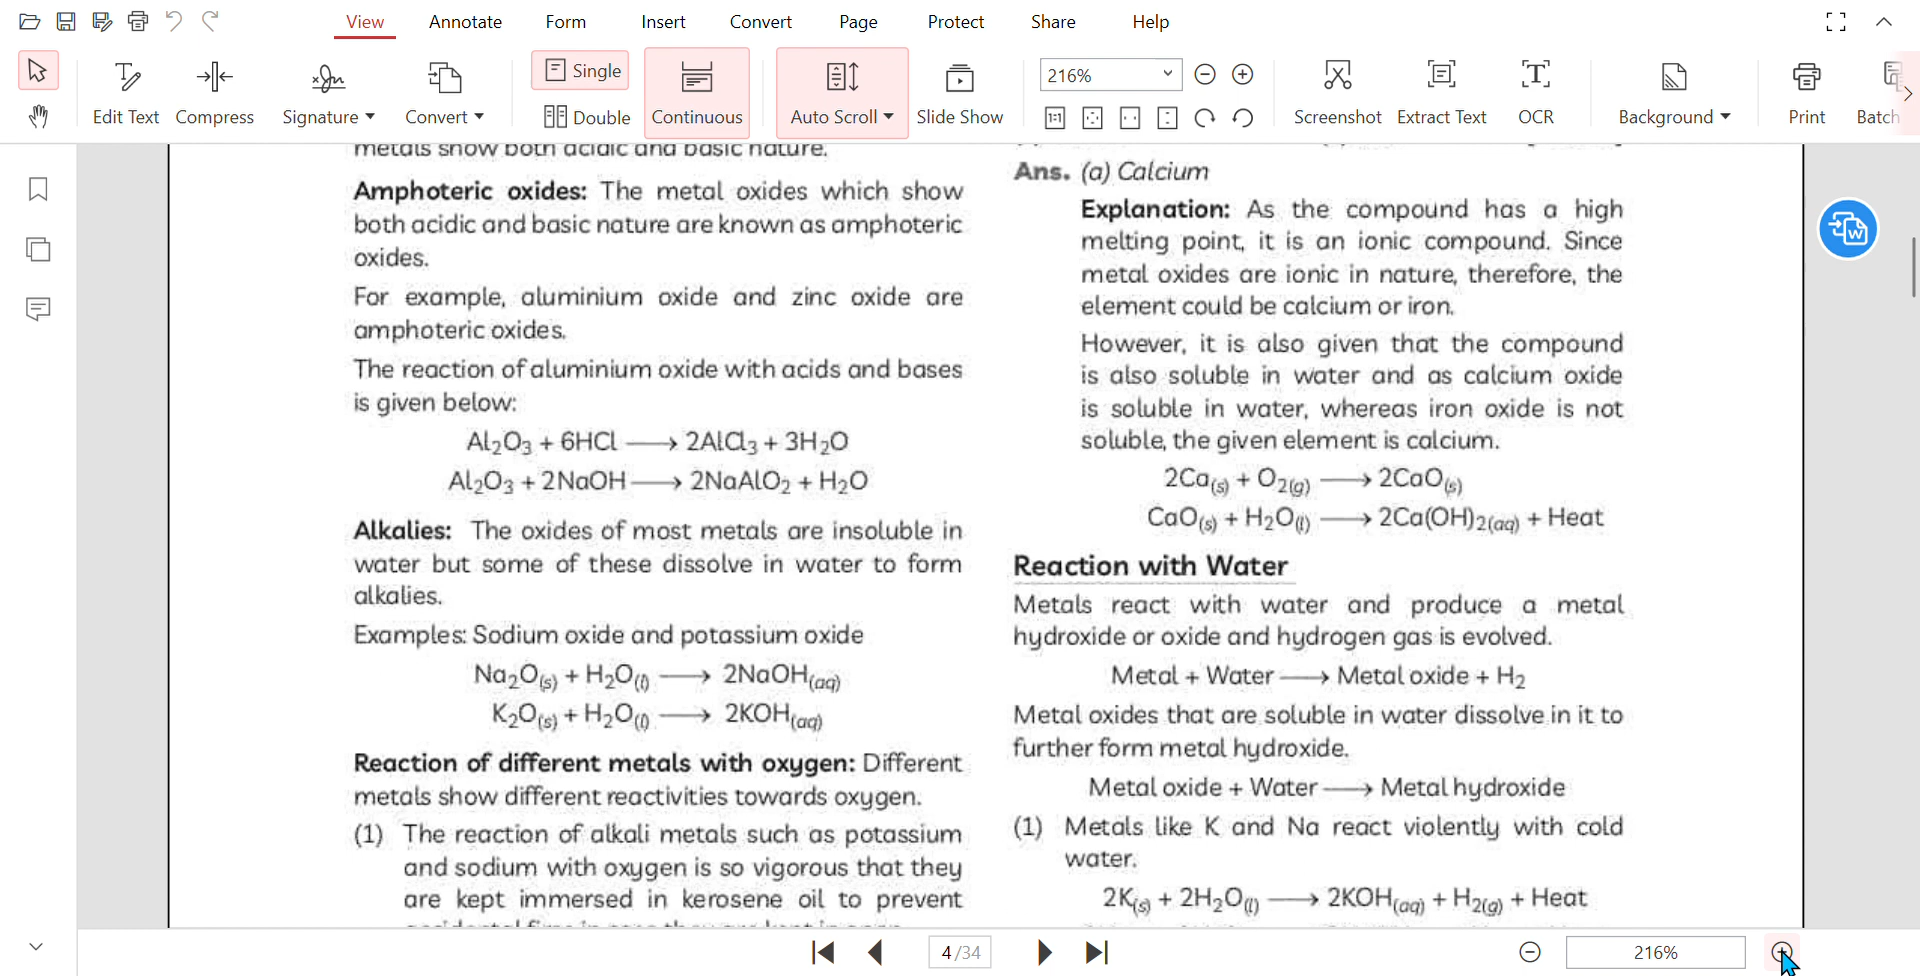 View Annotate Form Insert Convert Page Protect Share Help
Edit Text Compress Signature Convert Single Double Continuous Auto Scroll Slide Show 216% 1:1 Screenshot Extract Text OCR Background Print Batch
metals show both acidic and basic nature.
Amphoteric oxides: The metal oxides which show
both acidic and basic nature are known as amphoteric
oxides.
For example, aluminium oxide and zinc oxide are
amphoteric oxides.
The reaction of aluminium oxide with acids and bases
is given below:
Al₂O₃ + 6HCl ⟶ 2AlCl₃ + 3H₂O
Al₂O₃ + 2NaOH ⟶ 2NaAlO₂ + H₂O
Alkalies: The oxides of most metals are insoluble in
water but some of these dissolve in water to form
alkalies.
Examples: Sodium oxide and potassium oxide
Na₂O(s) + H₂O(l) ⟶ 2NaOH(aq)
K₂O(s) + H₂O(l) ⟶ 2KOH(aq)
Reaction of different metals with oxygen: Different
metals show different reactivities towards oxygen.
(1) The reaction of alkali metals such as potassium
and sodium with oxygen is so vigorous that they
are kept immersed in kerosene oil to prevent
Ans. (a) Calcium
Explanation: As the compound has a high
melting point, it is an ionic compound. Since
metal oxides are ionic in nature, therefore, the
element could be calcium or iron.
However, it is also given that the compound
is also soluble in water and as calcium oxide
is soluble in water, whereas iron oxide is not
soluble, the given element is calcium.
2Ca(s) + O₂(g) ⟶ 2CaO(s)
CaO(s) + H₂O(l) ⟶ 2Ca(OH)₂(aq) + Heat
Reaction with Water
Metals react with water and produce a metal
hydroxide or oxide and hydrogen gas is evolved.
Metal + Water ⟶ Metal oxide + H₂
Metal oxides that are soluble in water dissolve in it to
further form metal hydroxide.
Metal oxide + Water ⟶ Metal hydroxide
(1) Metals like K and Na react violently with cold
water.
2K(s) + 2H₂O(l) ⟶ 2KOH(aq) + H₂(g) + Heat
4 /34 216%